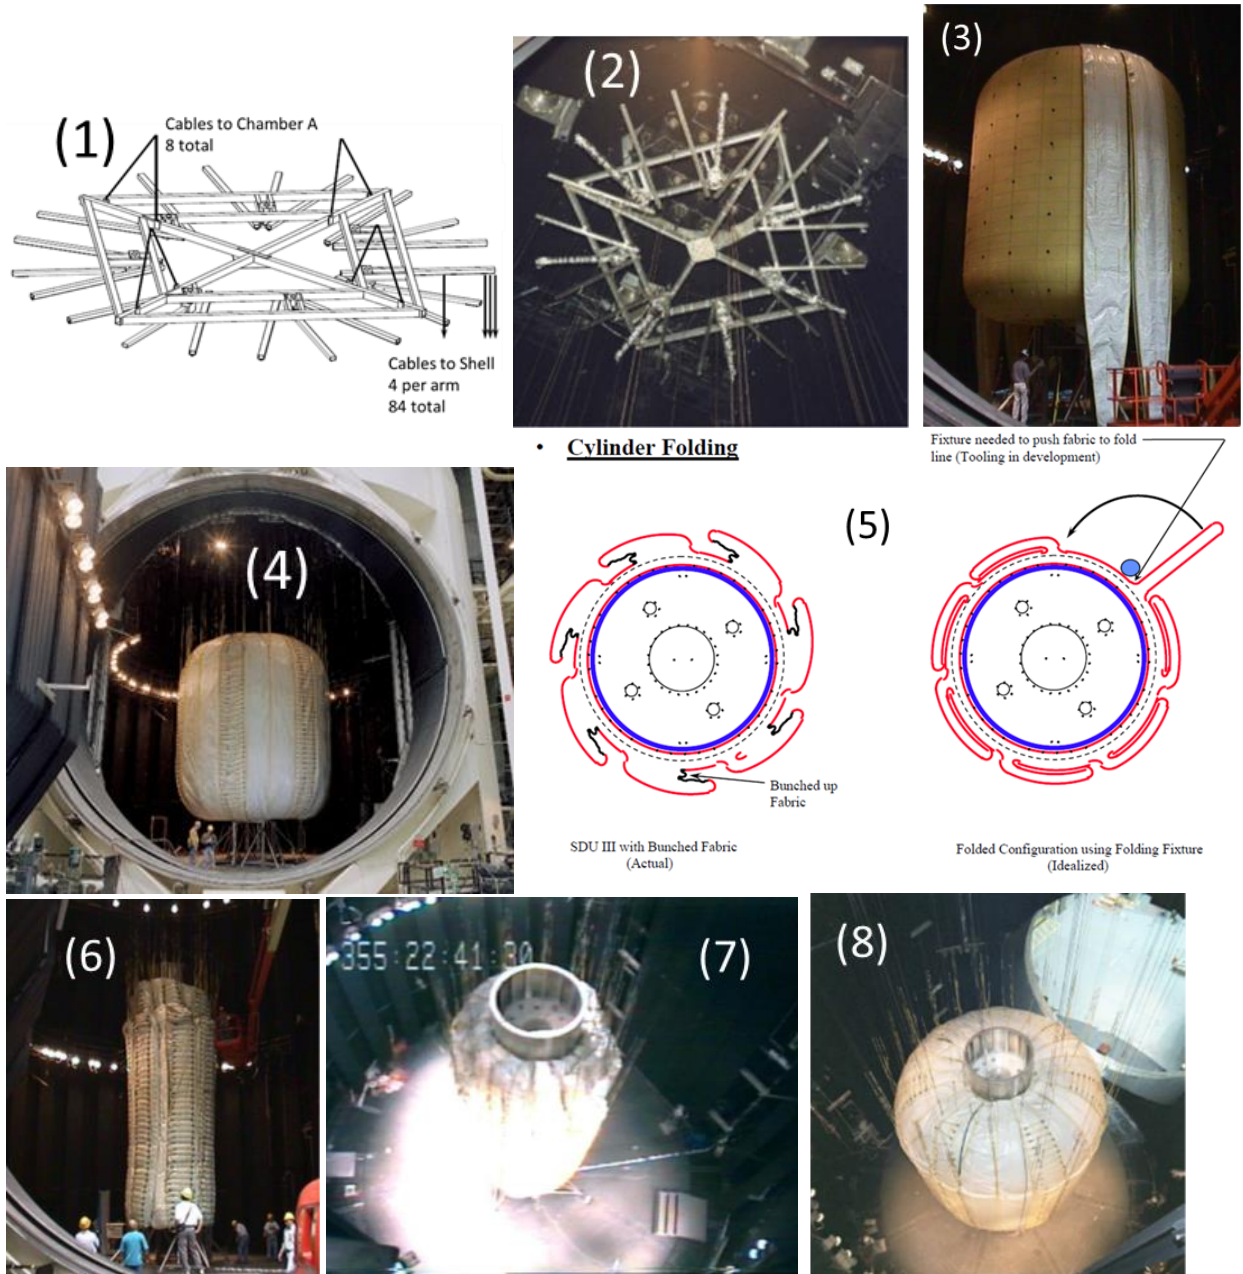 (1)
Cables to Chamber A
8 total
Cables to Shell
4 per arm
84 total
(2)
(3)
(4)
• Cylinder Folding
Fixture needed to push fabric to fold
line (Tooling in development)
(5)
Bunched up
Fabric
SDU III with Bunched Fabric
(Actual)
Folded Configuration using Folding Fixture
(Idealized)
(6)
355:22:41:30
(7)
(8)